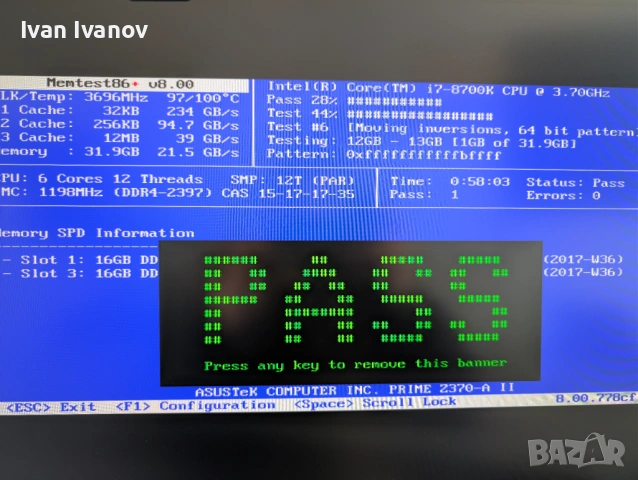 Ivan Ivanov
Memtest86+ v8.00
LK/Temp: 3696MHz 97/100°C
1 Cache: 32KB 234 GB/s
2 Cache: 256KB 94.7 GB/s
3 Cache: 12MB 39 GB/s
emory : 31.9GB 21.5 GB/s
Intel(R) Core(TM) i7-8700K CPU @ 3.70GHz
Pass 28% ###########
Test 44% #################
Test #6 [Moving inversions, 64 bit pattern]
Testing: 12GB - 13GB [1GB of 31.9GB]
Pattern: 0xfffffffffffbffff
PU: 6 Cores 12 Threads SMP: 12T (PAR)
MC: 1198MHz (DDR4-2397) CAS 15-17-17-35
Time: 0:58:03 Status: Pass
Pass: 1 Errors: 0
Memory SPD Information
- Slot 1: 16GB DD (2017-W36)
- Slot 3: 16GB DD (2017-W36)
PASS
Press any key to remove this banner
ASUSTeK COMPUTER INC. PRIME Z370-A II
<ESC> Exit <F1> Configuration <Space> Scroll Lock 8.00.778cf
BAZAR